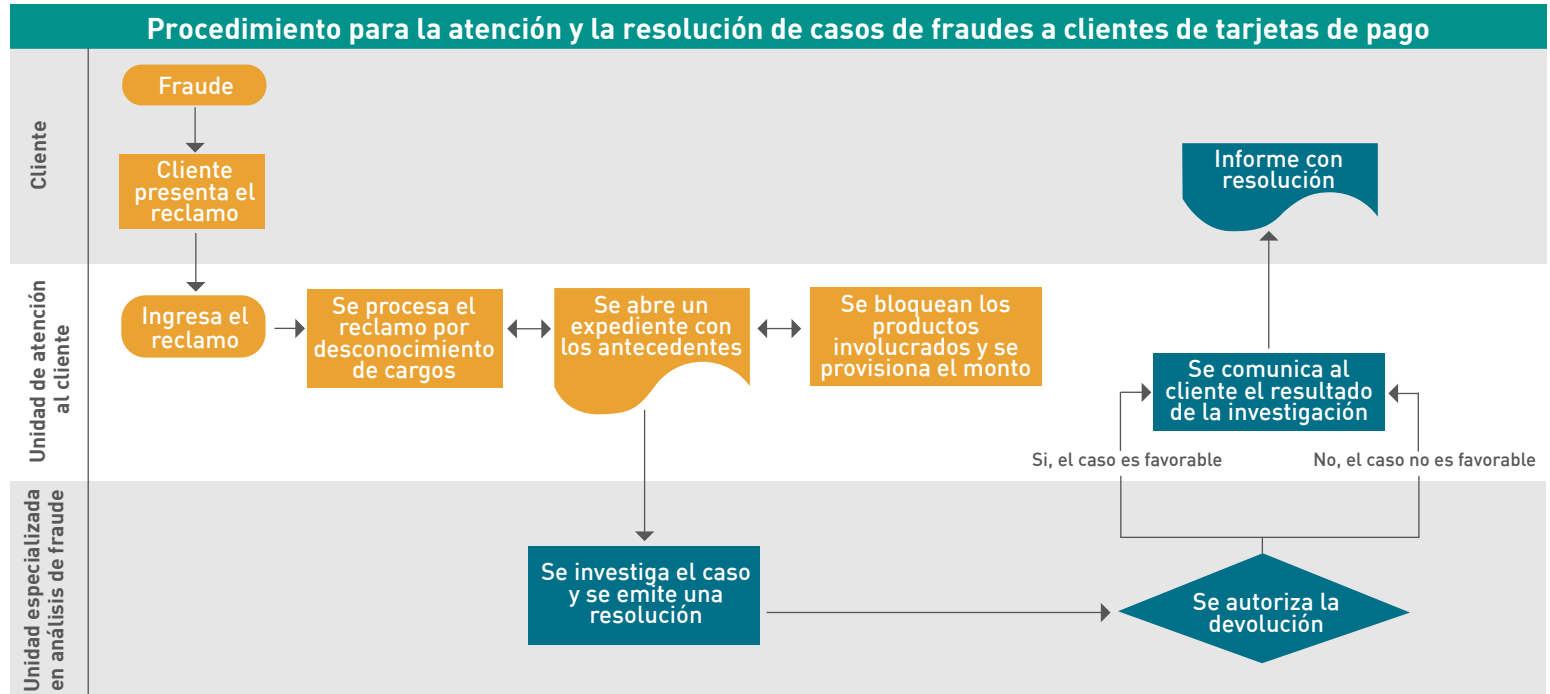 Procedimiento para la atención y la resolución de casos de fraudes a clientes de tarjetas de pago
Cliente
Fraude
Cliente
presenta el
reclamo
Informe con
resolución
Unidad de atención
al cliente
Ingresa el
reclamo
Se procesa el
reclamo por
desconocimiento
de cargos
Se abre un
expediente con
los antecedentes
Se bloquean los
productos
involucrados y se
provisiona el monto
Se comunica al
cliente el resultado
de la investigación
Si, el caso es favorable
No, el caso no es favorable
Unidad especializada
en análisis de fraude
Se investiga el caso
y se emite una
resolución
Se autoriza la
devolución